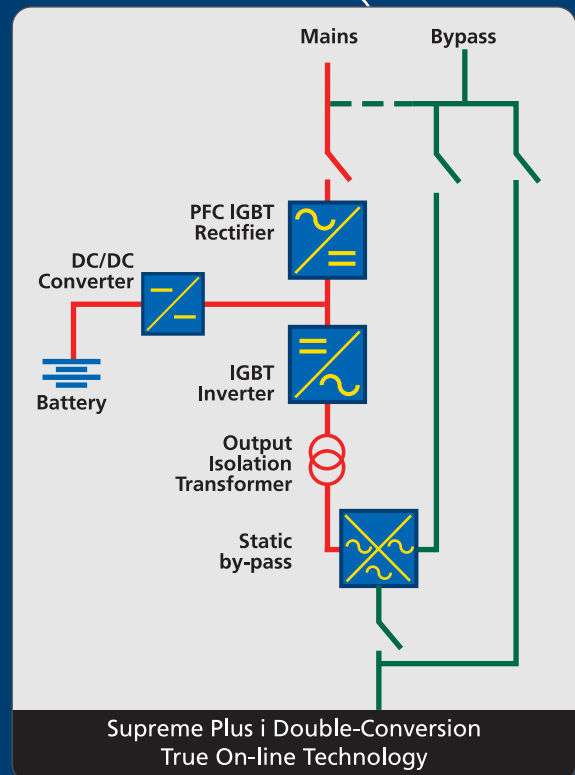 Mains
Bypass
PFC IGBT
Rectifier
DC/DC
Converter
Battery
IGBT
Inverter
Output
Isolation
Transformer
Static
by-pass
Supreme Plus i Double-Conversion
True On-line Technology